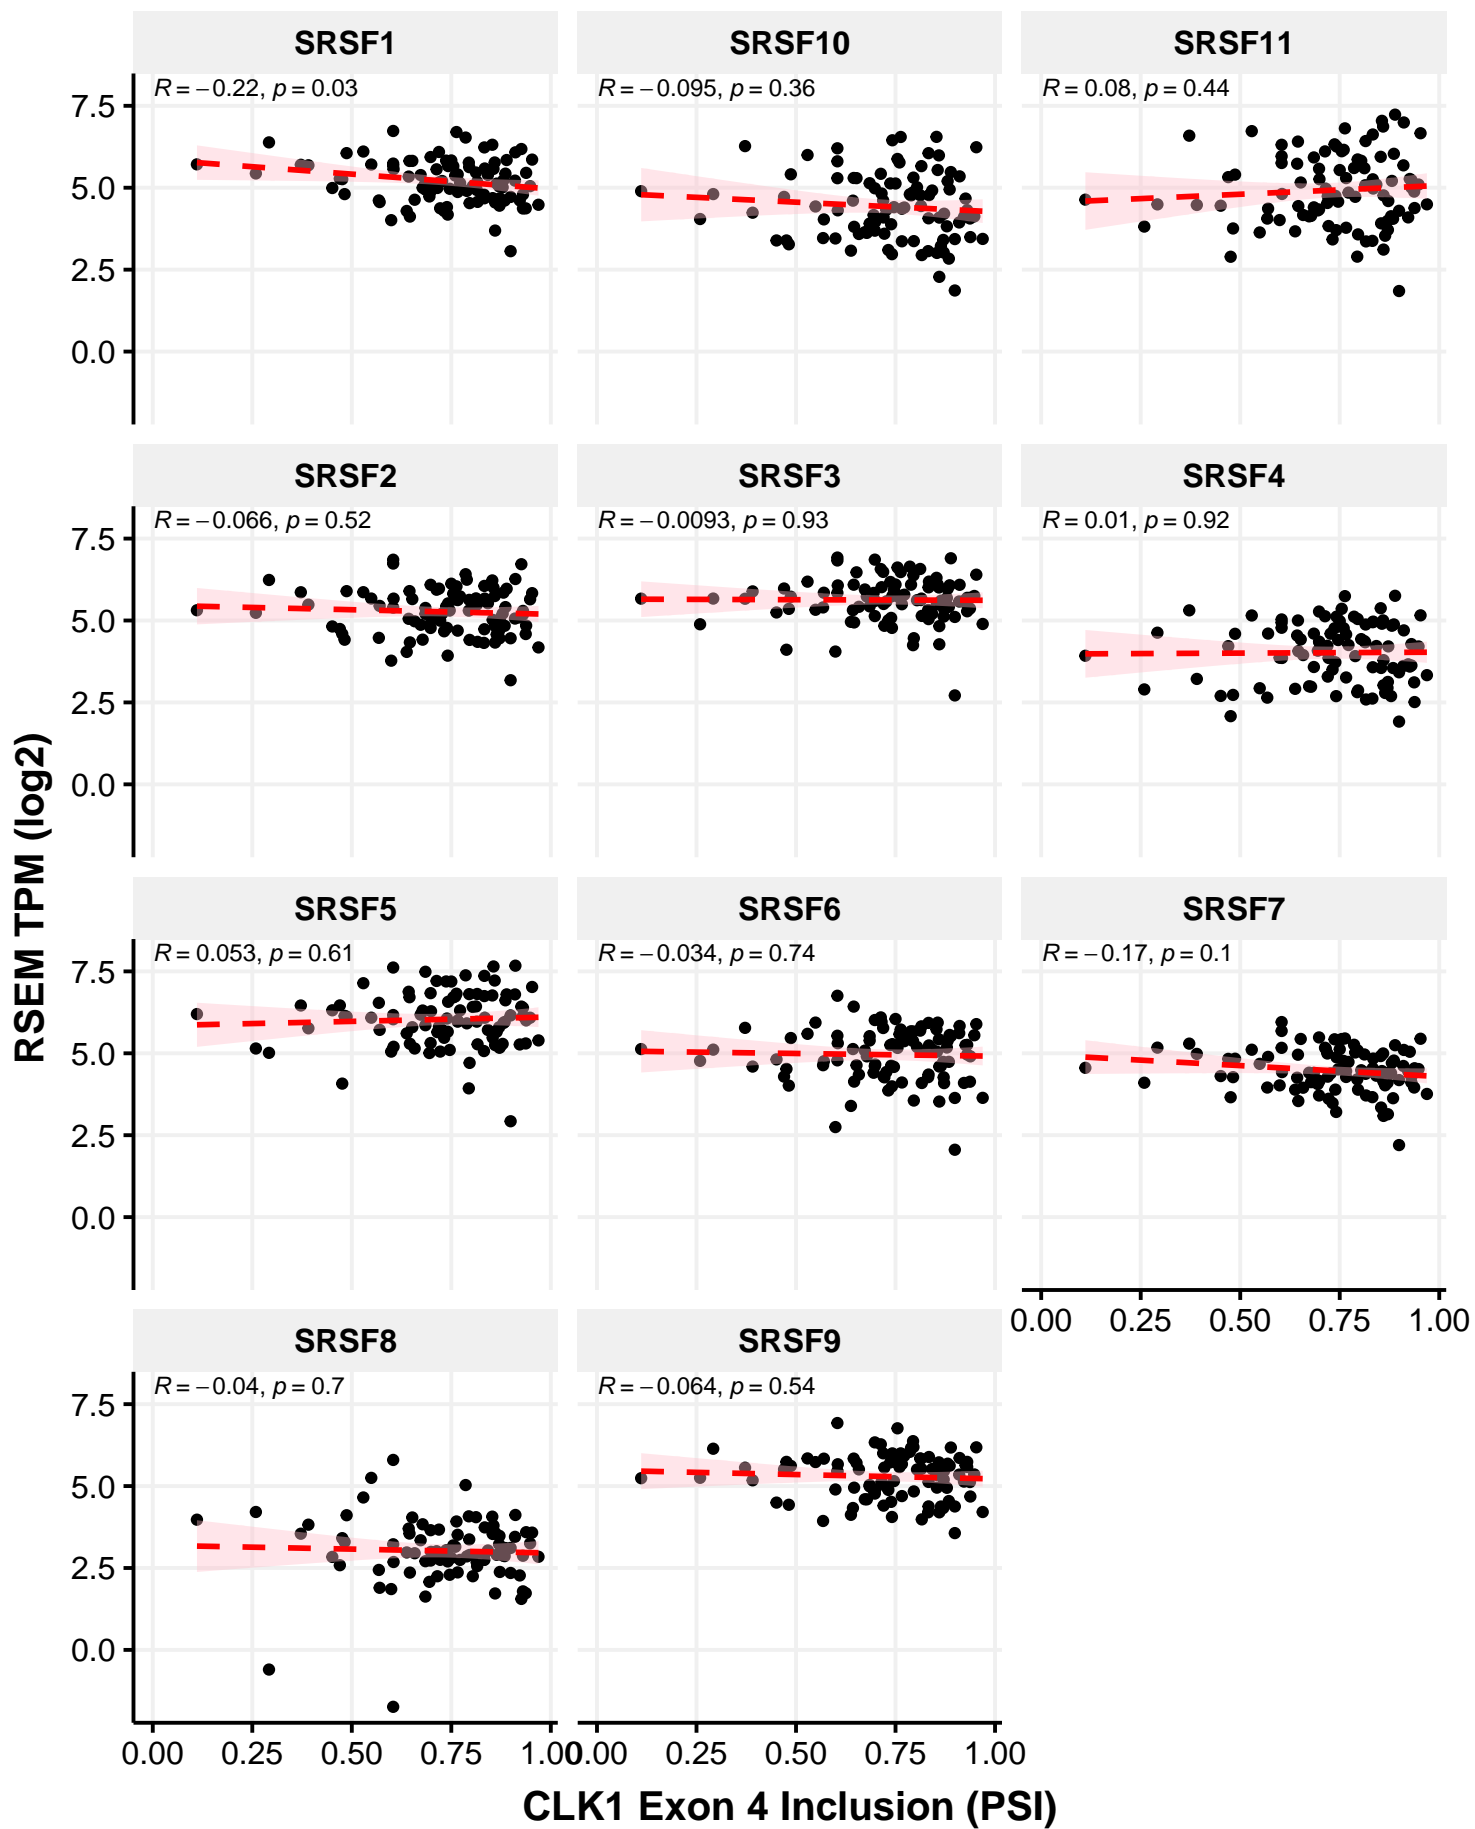 SRSF1 SRSF10 SRSF11
R = −0.22, p = 0.03 R = −0.095, p = 0.36 R = 0.08, p = 0.44
7.5
5.0
2.5
0.0
SRSF2 SRSF3 SRSF4
R = −0.066, p = 0.52 R = −0.0093, p = 0.93 R = 0.01, p = 0.92
7.5
5.0
2.5
0.0
RSEM TPM (log2)
SRSF5 SRSF6 SRSF7
R = 0.053, p = 0.61 R = −0.034, p = 0.74 R = −0.17, p = 0.1
7.5
5.0
2.5
0.0
0.00 0.25 0.50 0.75 1.00
SRSF8 SRSF9
R = −0.04, p = 0.7 R = −0.064, p = 0.54
7.5
5.0
2.5
0.0
0.00 0.25 0.50 0.75 1.00 0.00 0.25 0.50 0.75 1.00
CLK1 Exon 4 Inclusion (PSI)